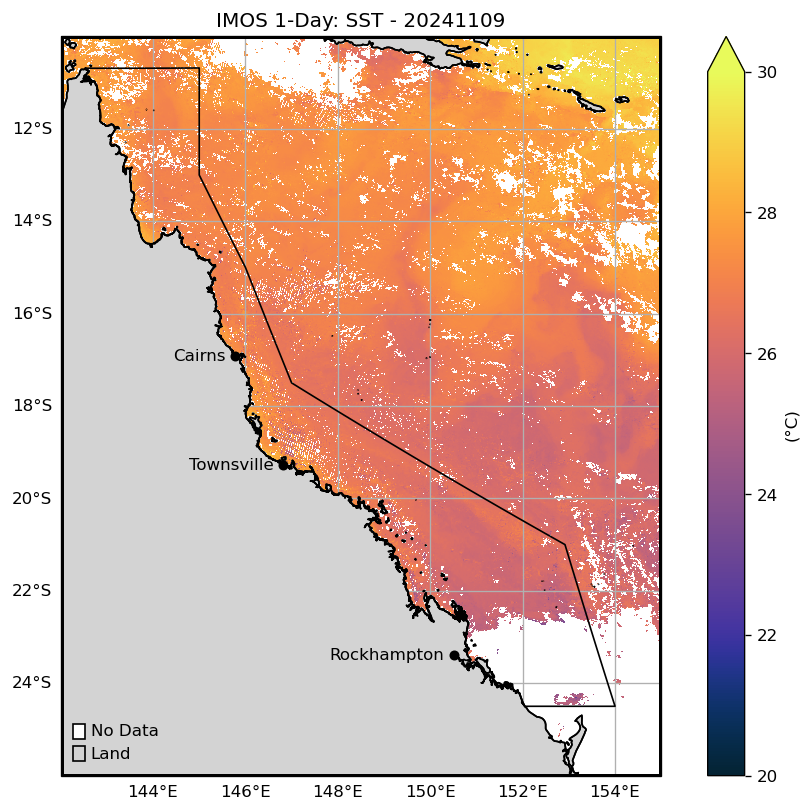 IMOS 1-Day: SST - 20241109
12°S
14°S
16°S
18°S
20°S
22°S
24°S
Cairns
Townsville
Rockhampton
No Data
Land
144°E 146°E 148°E 150°E 152°E 154°E
30
28
26
24
22
20
(°C)